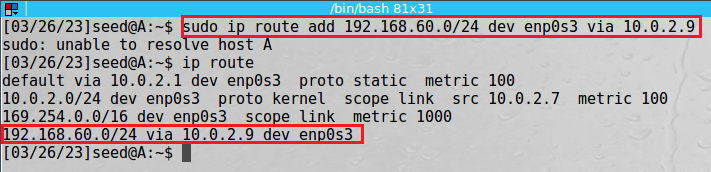 /bin/bash 81x31
[03/26/23]seed@A:~$ sudo ip route add 192.168.60.0/24 dev enp0s3 via 10.0.2.9
sudo: unable to resolve host A
[03/26/23]seed@A:~$ ip route
default via 10.0.2.1 dev enp0s3  proto static  metric 100
10.0.2.0/24 dev enp0s3  proto kernel  scope link  src 10.0.2.7  metric 100
169.254.0.0/16 dev enp0s3  scope link  metric 1000
192.168.60.0/24 via 10.0.2.9 dev enp0s3
[03/26/23]seed@A:~$